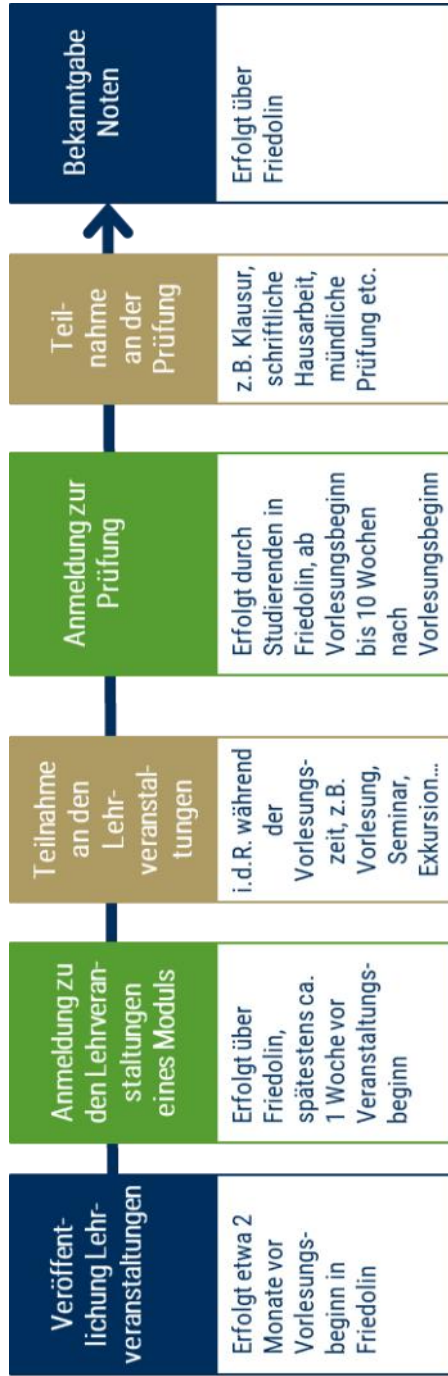 Veröffent-
lichung Lehr-
veranstaltungen
Erfolgt etwa 2
Monate vor
Vorlesungs-
beginn in
Friedolin
Anmeldung zu
den Lehrveran-
staltungen
eines Moduls
Erfolgt über
Friedolin,
spätestens ca.
1 Woche vor
Veranstaltungs-
beginn
Teilnahme
an den
Lehr-
veranstal-
tungen
i.d.R. während
der
Vorlesungs-
zeit, z.B.
Vorlesung,
Seminar,
Exkursion...
Anmeldung zur
Prüfung
Erfolgt durch
Studierenden in
Friedolin, ab
Vorlesungsbeginn
bis 10 Wochen
nach
Vorlesungsbeginn
Teil-
nahme
an der
Prüfung
z.B. Klausur,
schriftliche
Hausarbeit,
mündliche
Prüfung etc.
Bekanntgabe
Noten
Erfolgt über
Friedolin